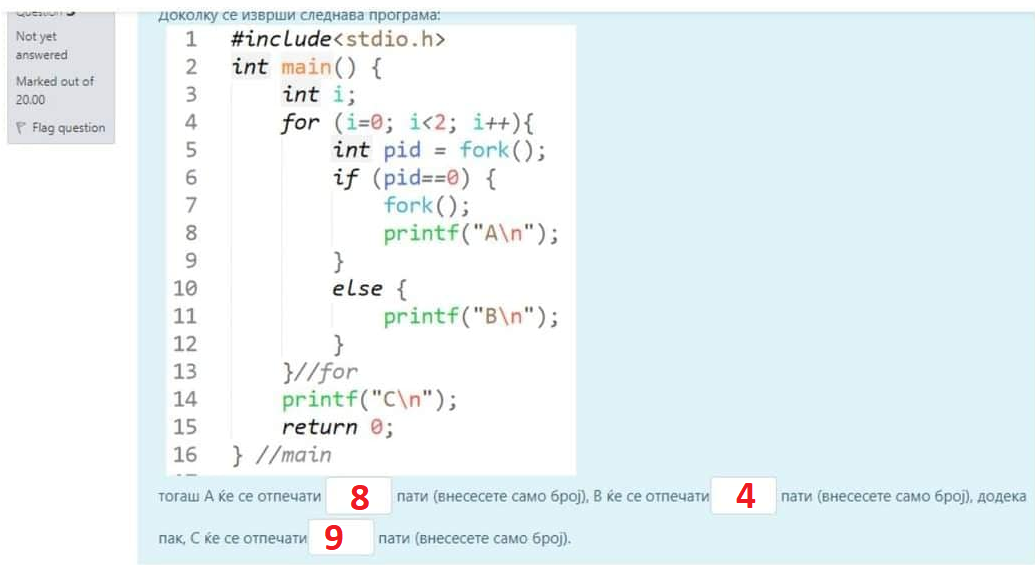 Not yet
answered
Marked out of
20.00
Flag question
Доколку се изврши следнава програма:
1 #include<stdio.h>
2 int main() {
3 int i;
4 for (i=0; i<2; i++){
5 int pid = fork();
6 if (pid==0) {
7 fork();
8 printf("A\n");
9 }
10 else {
11 printf("B\n");
12 }
13 }//for
14 printf("C\n");
15 return 0;
16 } //main
тогаш А ќе се отпечати 8 пати (внесесете само број), В ќе се отпечати 4 пати (внесесете само број), додека
пак, С ќе се отпечати 9 пати (внесесете само број).